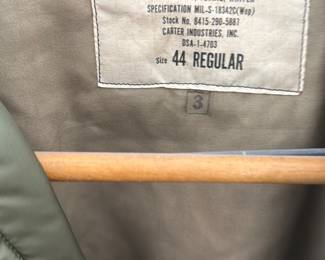 SPECIFICATION MIL-S-18342C(Wep)
Stock No. 8415-290-5887
CARTER INDUSTRIES, INC.
DSA-1-4703
Size 44 REGULAR
3